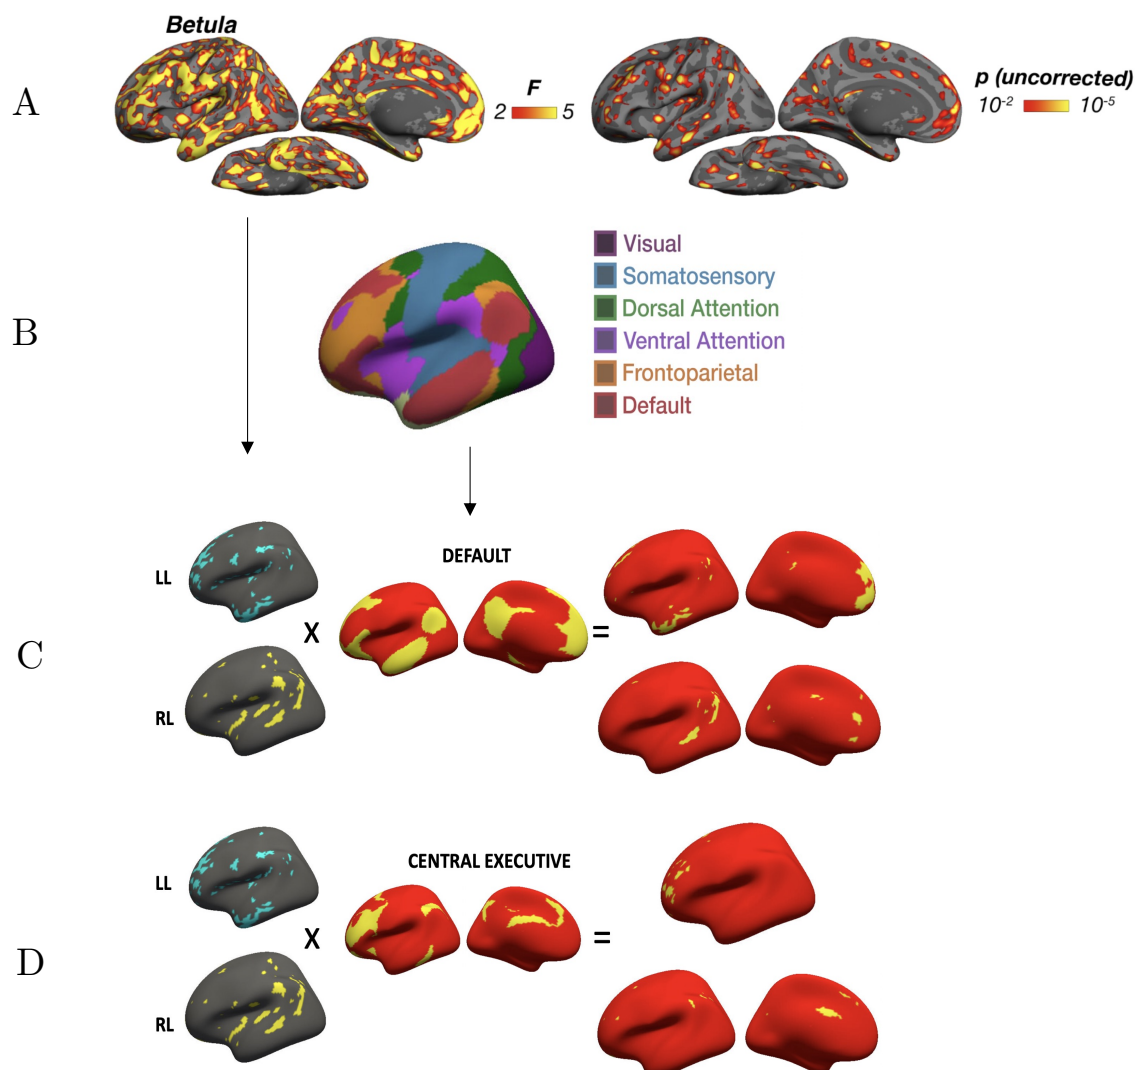 Betula
A
F
2 5
p (uncorrected)
10-2 10-5
B
Visual
Somatosensory
Dorsal Attention
Ventral Attention
Frontoparietal
Default
C
LL
RL
X
DEFAULT
=
D
LL
RL
X
CENTRAL EXECUTIVE
=